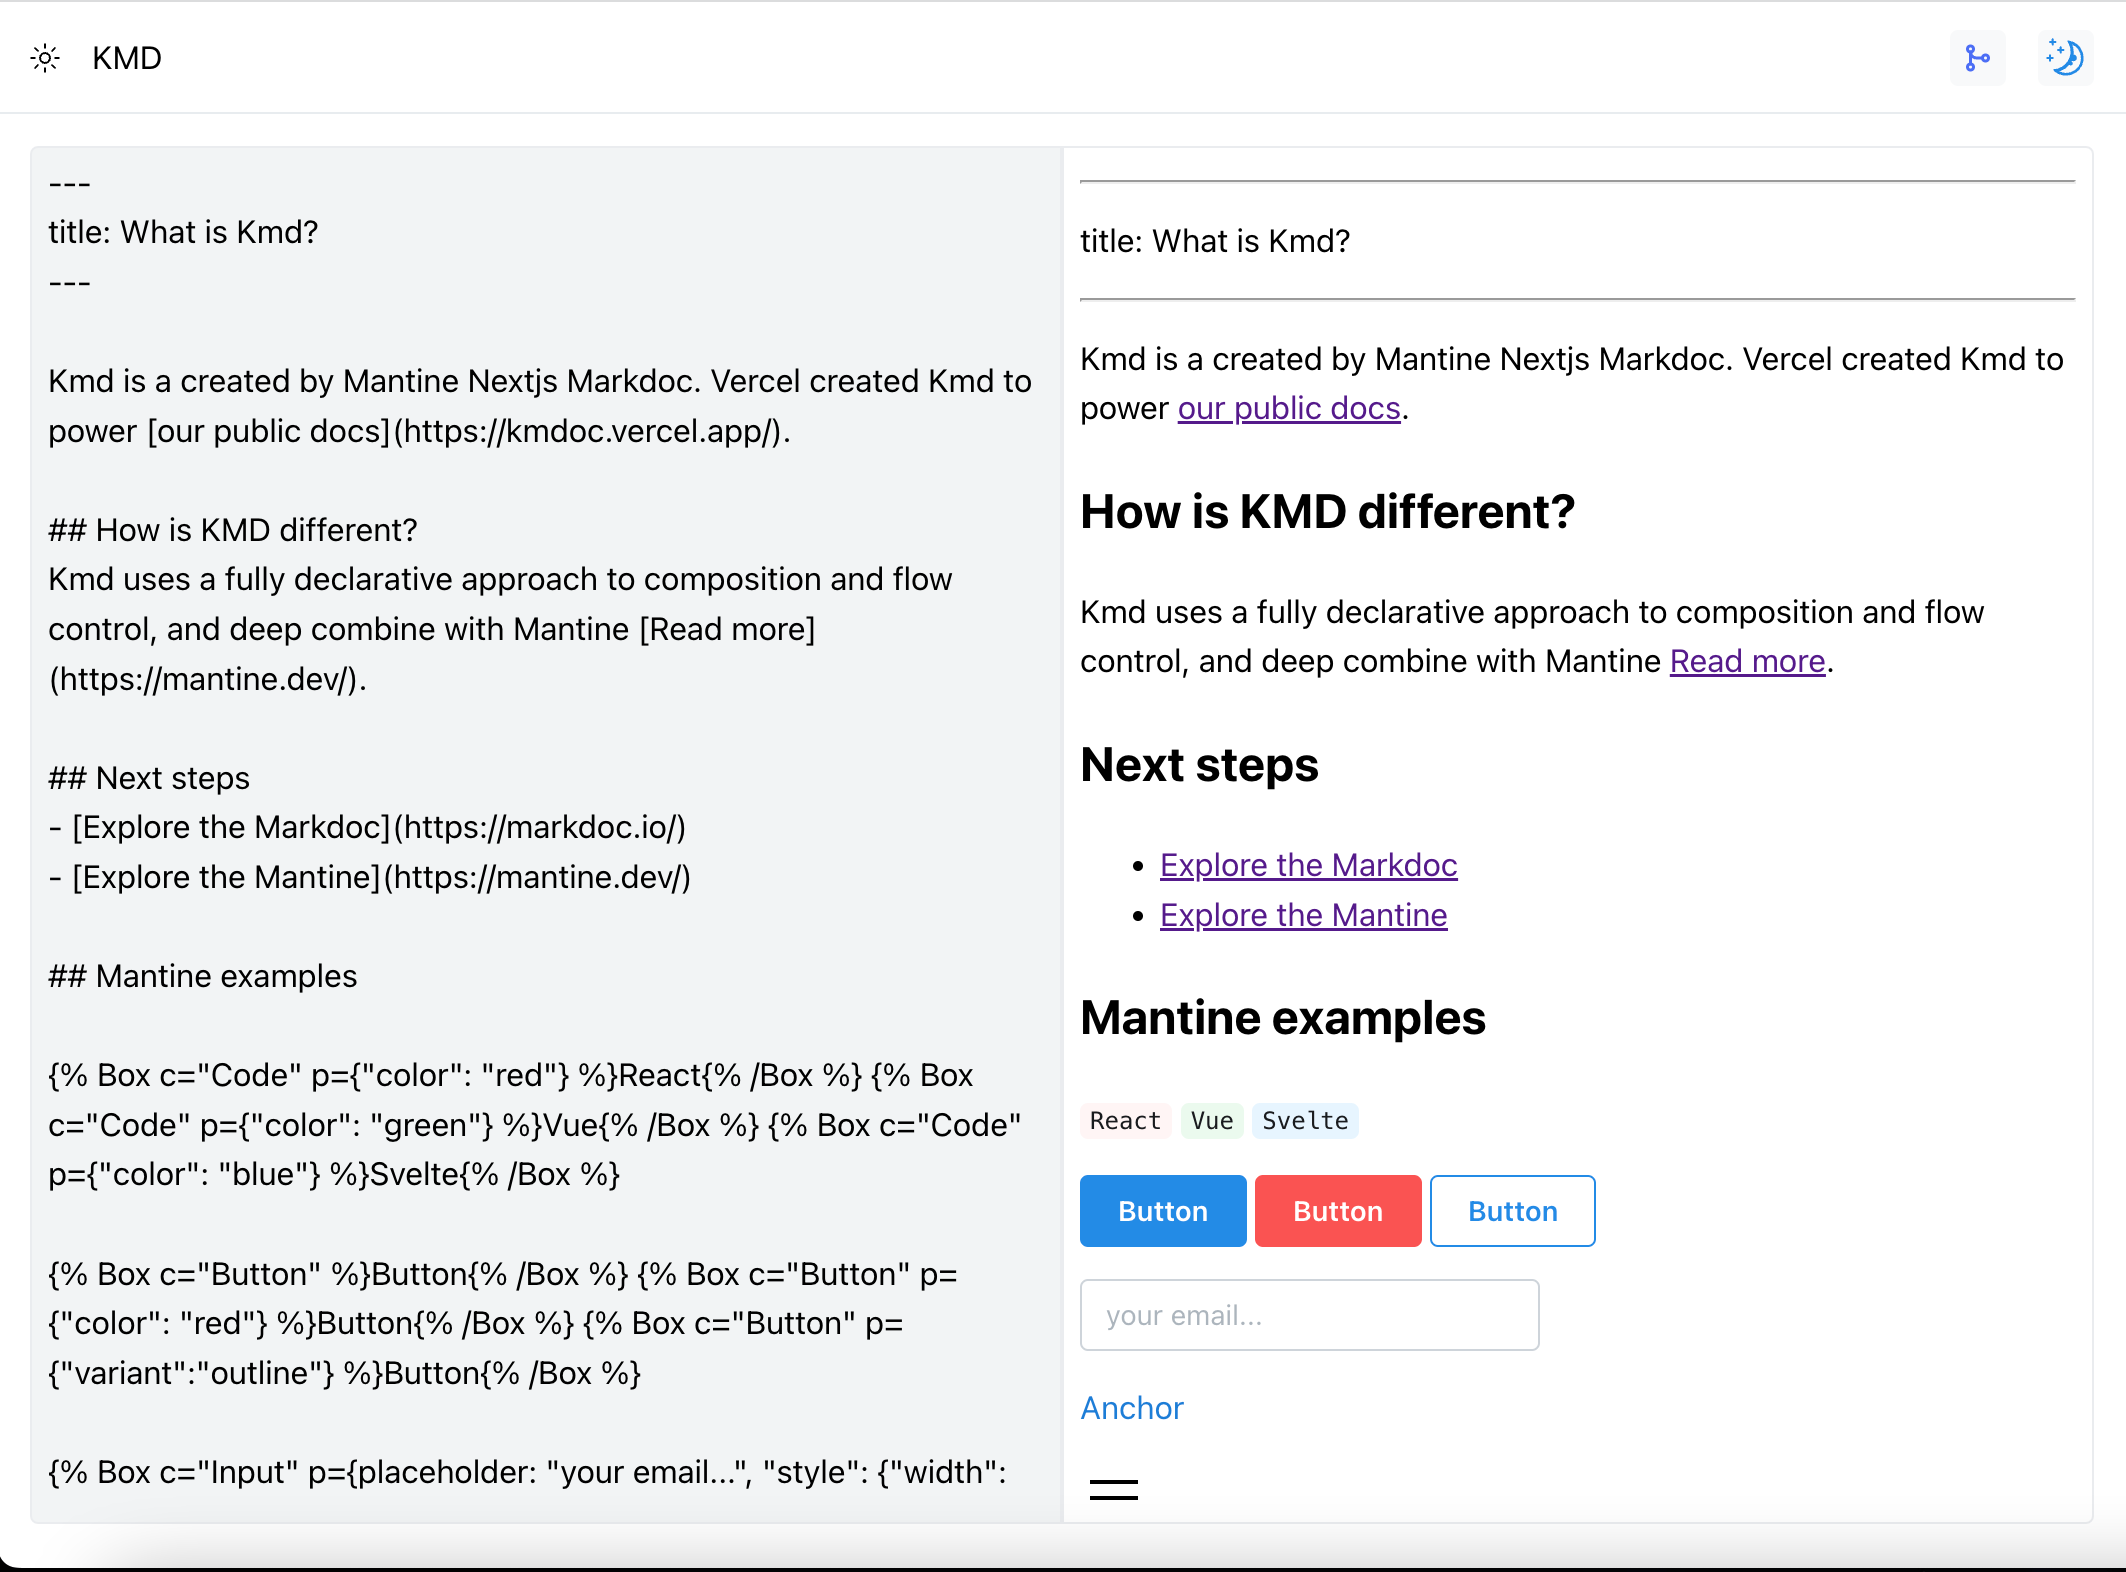 KMD
---
title: What is Kmd?
---
Kmd is a created by Mantine Nextjs Markdoc. Vercel created Kmd to
power [our public docs](https://kmdoc.vercel.app/).
## How is KMD different?
Kmd uses a fully declarative approach to composition and flow
control, and deep combine with Mantine [Read more]
(https://mantine.dev/).
## Next steps
- [Explore the Markdoc](https://markdoc.io/)
- [Explore the Mantine](https://mantine.dev/)
## Mantine examples
{% Box c="Code" p={"color": "red"} %}React{% /Box %} {% Box
c="Code" p={"color": "green"} %}Vue{% /Box %} {% Box c="Code"
p={"color": "blue"} %}Svelte{% /Box %}
{% Box c="Button" %}Button{% /Box %} {% Box c="Button" p=
{"color": "red"} %}Button{% /Box %} {% Box c="Button" p=
{"variant":"outline"} %}Button{% /Box %}
{% Box c="Input" p={placeholder: "your email...", "style": {"width":
title: What is Kmd?
Kmd is a created by Mantine Nextjs Markdoc. Vercel created Kmd to
power our public docs.
How is KMD different?
Kmd uses a fully declarative approach to composition and flow
control, and deep combine with Mantine Read more.
Next steps
• Explore the Markdoc
• Explore the Mantine
Mantine examples
React Vue Svelte
Button Button Button
your email...
Anchor